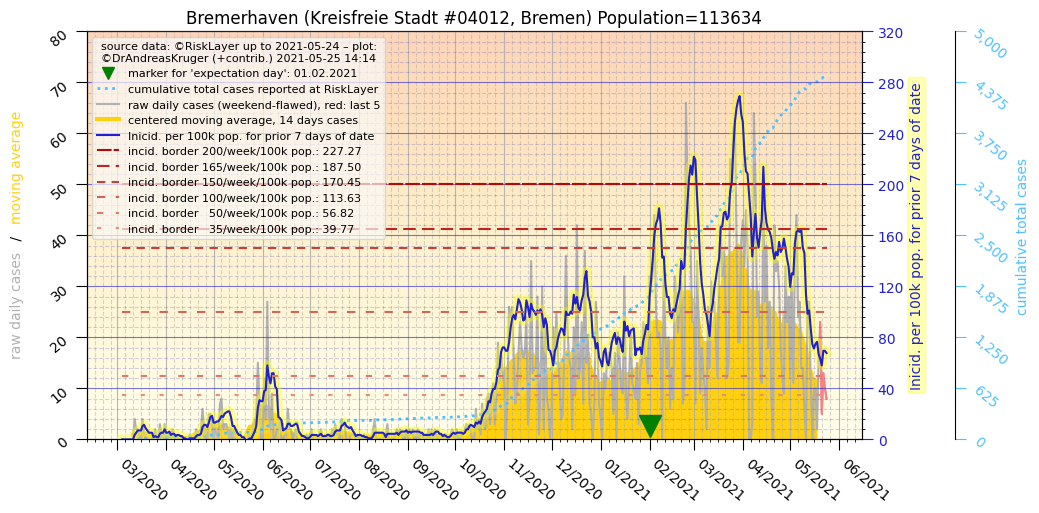 Bremerhaven (Kreisfreie Stadt #04012, Bremen) Population=113634
source data: ©RiskLayer up to 2021-05-24 – plot:
©DrAndreasKruger (+contrib.) 2021-05-25 14:14
marker for 'expectation day': 01.02.2021
cumulative total cases reported at RiskLayer
raw daily cases (weekend-flawed), red: last 5
centered moving average, 14 days cases
Inicid. per 100k pop. for prior 7 days of date
incid. border 200/week/100k pop.: 227.27
incid. border 165/week/100k pop.: 187.50
incid. border 150/week/100k pop.: 170.45
incid. border 100/week/100k pop.: 113.63
incid. border   50/week/100k pop.: 56.82
incid. border   35/week/100k pop.: 39.77
raw daily cases   /   moving average
80
70
60
50
40
30
20
10
0
03/2020
04/2020
05/2020
06/2020
07/2020
08/2020
09/2020
10/2020
11/2020
12/2020
01/2021
02/2021
03/2021
04/2021
05/2021
06/2021
320
280
240
200
160
120
80
40
0
Inicid. per 100k pop. for prior 7 days of date
5,000
4,375
3,750
3,125
2,500
1,875
1,250
625
0
cumulative total cases